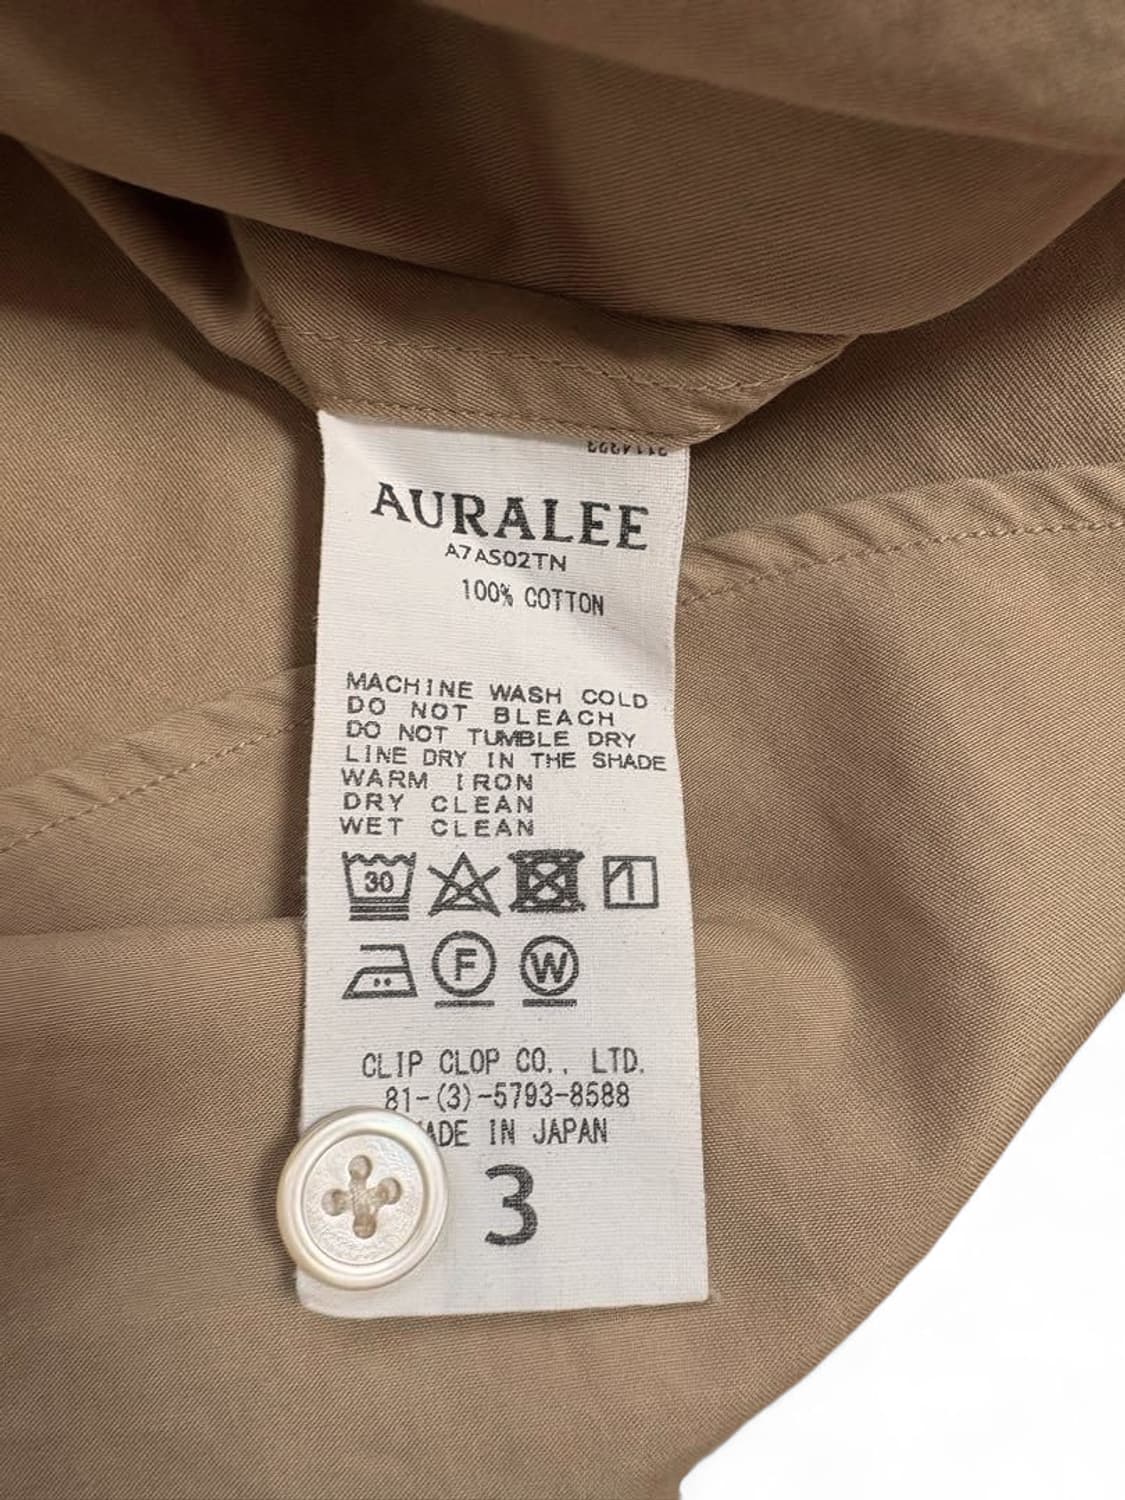 AURALEE
A7AS02TN
100% COTTON
MACHINE WASH COLD
DO NOT BLEACH
DO NOT TUMBLE DRY
LINE DRY IN THE SHADE
WARM IRON
DRY CLEAN
WET CLEAN
30
F W
CLIP CLOP CO., LTD.
81-(3)-5793-8588
MADE IN JAPAN
3